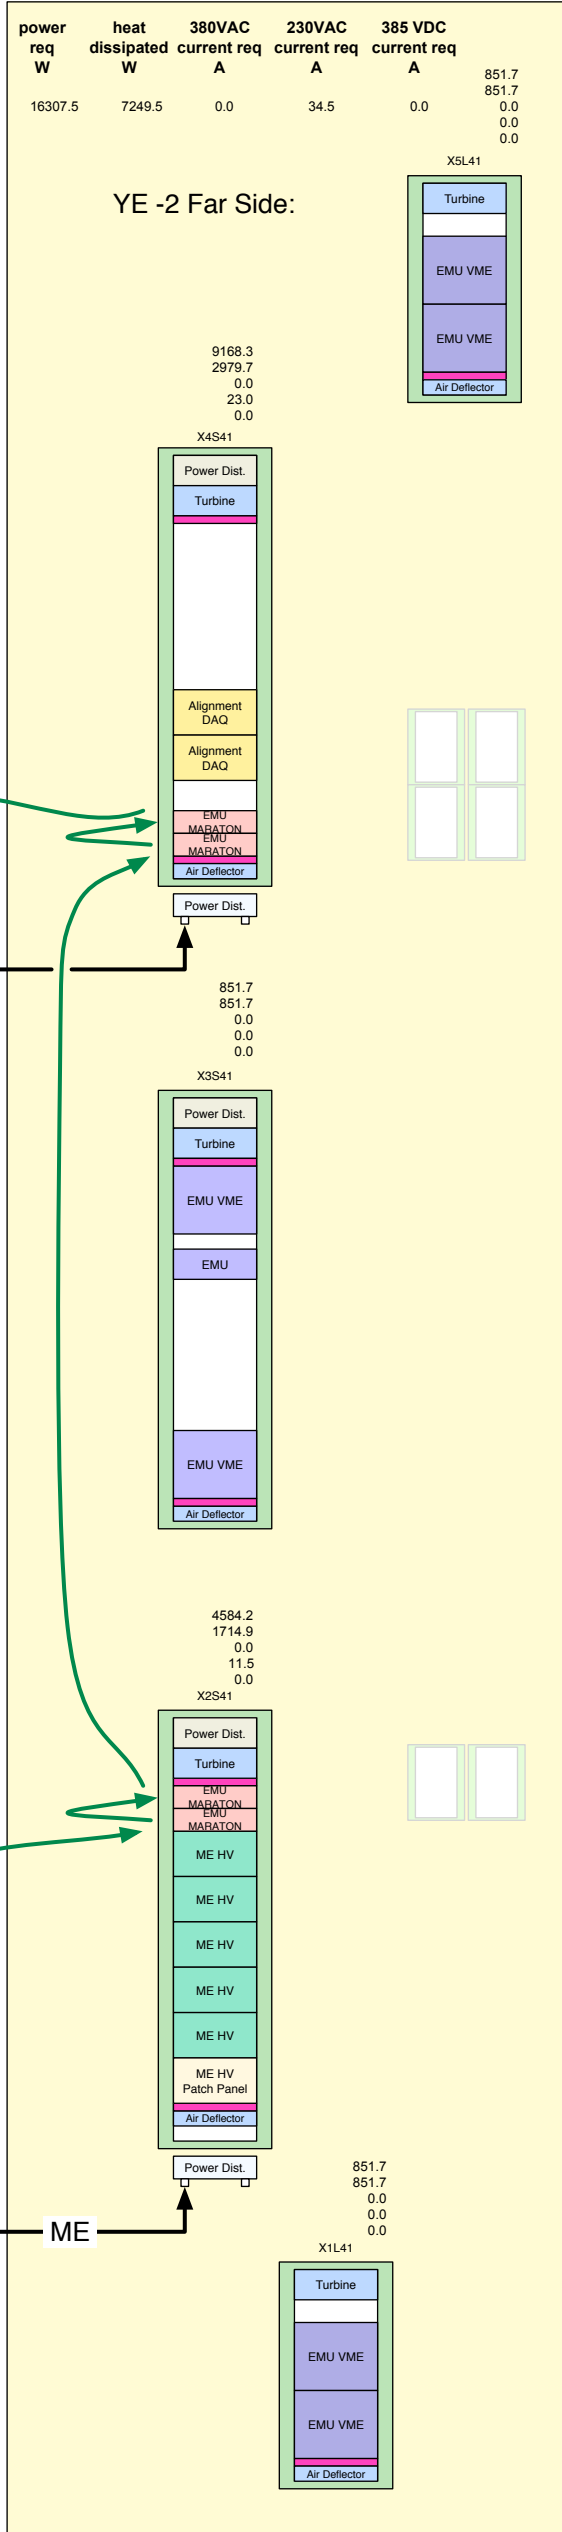 power heat 380VAC 230VAC 385 VDC
req dissipated current req current req current req
W W A A A
851.7
851.7
16307.5 7249.5 0.0 34.5 0.0 0.0
0.0
0.0
X5L41
YE -2 Far Side:
Turbine
EMU VME
EMU VME
Air Deflector
9168.3
2979.7
0.0
23.0
0.0
X4S41
Power Dist.
Turbine
Alignment
DAQ
Alignment
DAQ
EMU
MARATON
EMU
MARATON
Air Deflector
Power Dist.
851.7
851.7
0.0
0.0
0.0
X3S41
Power Dist.
Turbine
EMU VME
EMU
EMU VME
Air Deflector
4584.2
1714.9
0.0
11.5
0.0
X2S41
Power Dist.
Turbine
EMU
MARATON
EMU
MARATON
ME HV
ME HV
ME HV
ME HV
ME HV
ME HV
Patch Panel
Air Deflector
Power Dist.
ME
851.7
851.7
0.0
0.0
0.0
X1L41
Turbine
EMU VME
EMU VME
Air Deflector